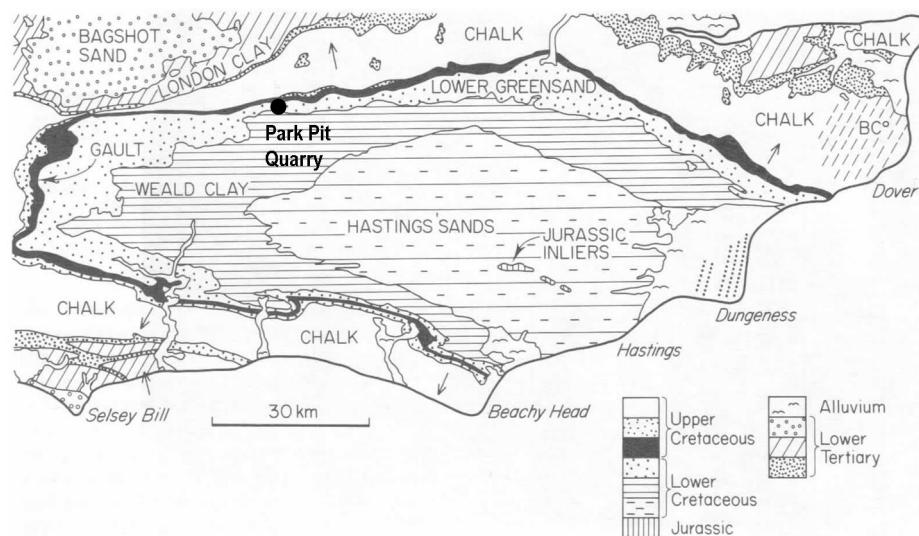 BAGSHOT
SAND
LONDON CLAY
CHALK
CHALK
LOWER GREENSAND
Park Pit
Quarry
GAULT
CHALK
BC°
WEALD CLAY
Dover
HASTINGS SANDS
JURASSIC
INLIERS
CHALK
CHALK
Dungeness
Hastings
Selsey Bill
30 km
Beachy Head
Upper
Cretaceous
Lower
Cretaceous
Jurassic
Alluvium
Lower
Tertiary